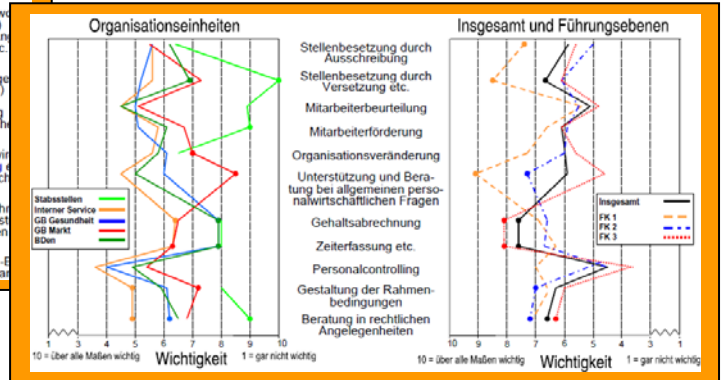 Organisationseinheiten
Insgesamt und Führungsebenen
Stellenbesetzung durch
Ausschreibung
Stellenbesetzung durch
Versetzung etc.
Mitarbeiterbeurteilung
Mitarbeiterförderung
Organisationsveränderung
Unterstützung und Bera-
tung bei allgemeinen perso-
nalwirtschaftlichen Fragen
Gehaltsabrechnung
Zeiterfassung etc.
Personalcontrolling
Gestaltung der Rahmen-
bedingungen
Beratung in rechtlichen
Angelegenheiten
Stabsstellen
Interner Service
GB Gesundheit
GB Markt
BDen
Insgesamt
FK 1
FK 2
FK 3
1 3 4 5 6 7 8 9 10
10 9 8 7 6 5 4 3 1
10 = über alle Maßen wichtig Wichtigkeit 1 = gar nicht wichtig
10 = über alle Maßen wichtig Wichtigkeit 1 = gar nicht wichtig